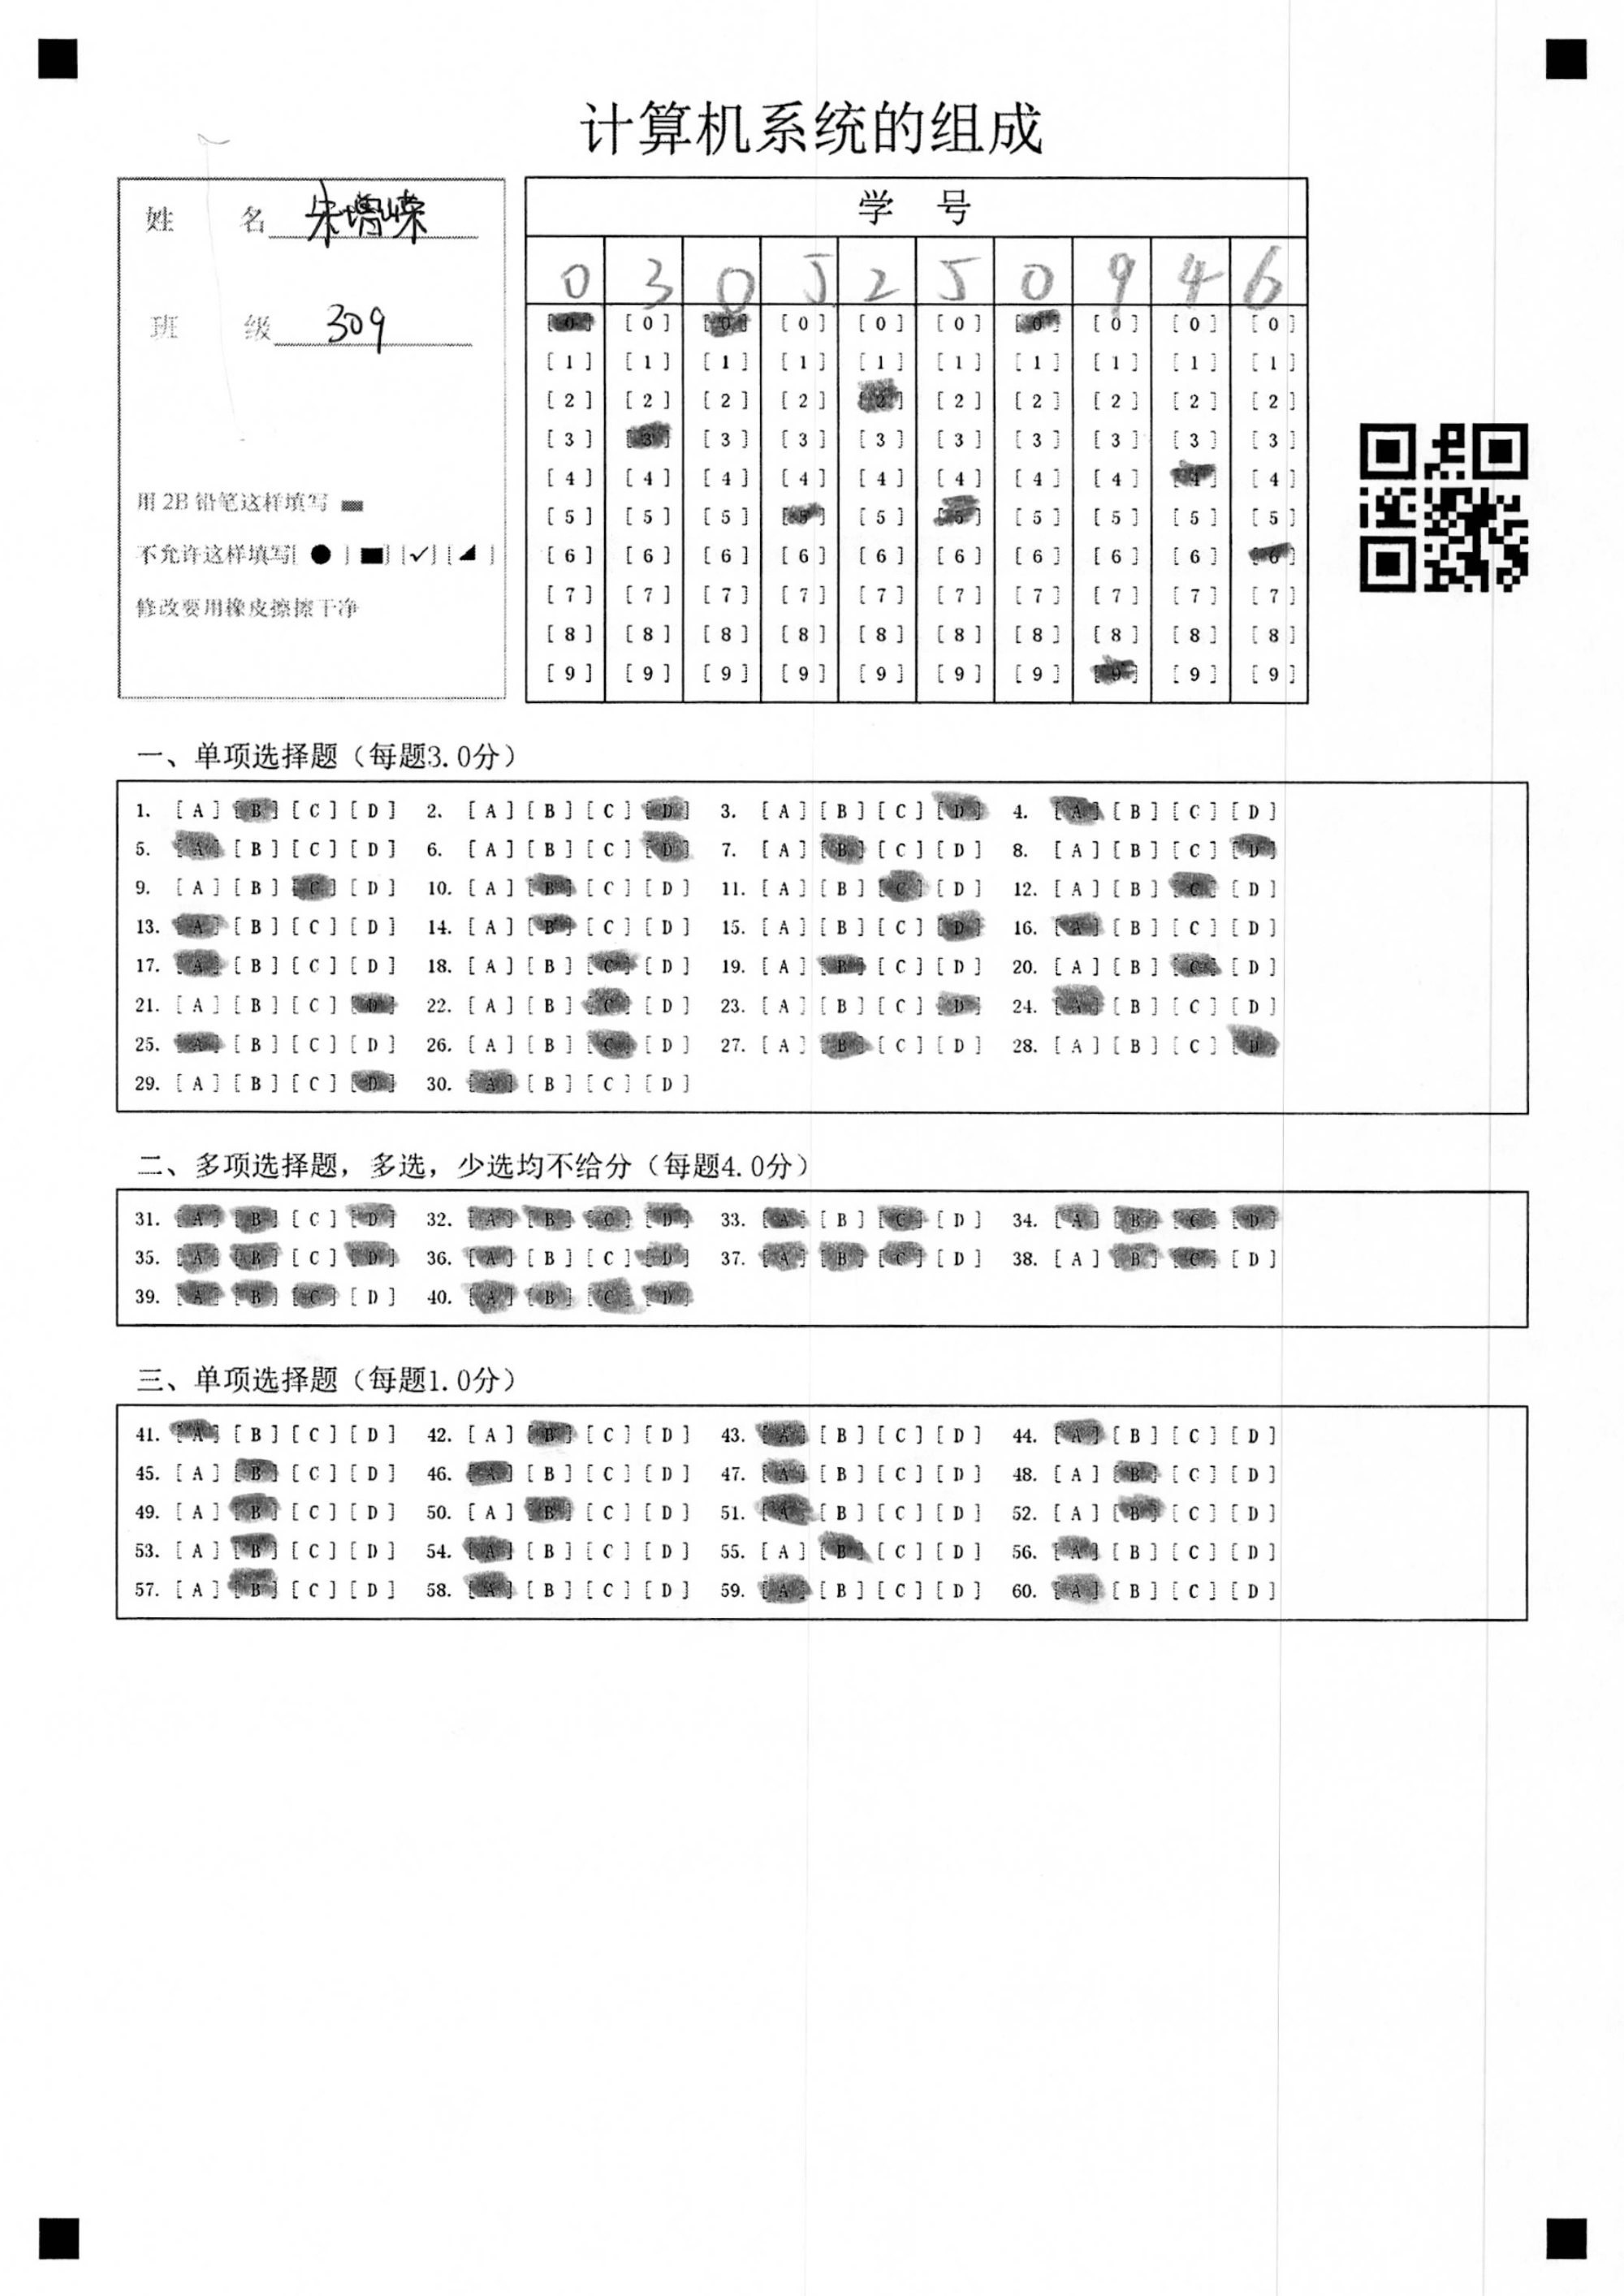 计算机系统的组成
姓 名 朱增嵘
班 级 309
用2B铅笔这样填写
不允许这样填写[ ● ] [■] [✓] [◢ ]
修改要用橡皮擦擦干净
学 号
0 3 0 5 2 5 0 9 4 6
[0] [0] [0] [0] [0] [0] [0] [0] [0] [0]
[1] [1] [1] [1] [1] [1] [1] [1] [1] [1]
[2] [2] [2] [2] [2] [2] [2] [2] [2] [2]
[3] [3] [3] [3] [3] [3] [3] [3] [3] [3]
[4] [4] [4] [4] [4] [4] [4] [4] [4] [4]
[5] [5] [5] [5] [5] [5] [5] [5] [5] [5]
[6] [6] [6] [6] [6] [6] [6] [6] [6] [6]
[7] [7] [7] [7] [7] [7] [7] [7] [7] [7]
[8] [8] [8] [8] [8] [8] [8] [8] [8] [8]
[9] [9] [9] [9] [9] [9] [9] [9] [9] [9]
一、单项选择题（每题3.0分）
1. [A] [B] [C] [D] 2. [A] [B] [C] [D] 3. [A] [B] [C] [D] 4. [A] [B] [C] [D]
5. [A] [B] [C] [D] 6. [A] [B] [C] [D] 7. [A] [B] [C] [D] 8. [A] [B] [C] [D]
9. [A] [B] [C] [D] 10. [A] [B] [C] [D] 11. [A] [B] [C] [D] 12. [A] [B] [C] [D]
13. [A] [B] [C] [D] 14. [A] [B] [C] [D] 15. [A] [B] [C] [D] 16. [A] [B] [C] [D]
17. [A] [B] [C] [D] 18. [A] [B] [C] [D] 19. [A] [B] [C] [D] 20. [A] [B] [C] [D]
21. [A] [B] [C] [D] 22. [A] [B] [C] [D] 23. [A] [B] [C] [D] 24. [A] [B] [C] [D]
25. [A] [B] [C] [D] 26. [A] [B] [C] [D] 27. [A] [B] [C] [D] 28. [A] [B] [C] [D]
29. [A] [B] [C] [D] 30. [A] [B] [C] [D]
二、多项选择题，多选，少选均不给分（每题4.0分）
31. [A] [B] [C] [D] 32. [A] [B] [C] [D] 33. [A] [B] [C] [D] 34. [A] [B] [C] [D]
35. [A] [B] [C] [D] 36. [A] [B] [C] [D] 37. [A] [B] [C] [D] 38. [A] [B] [C] [D]
39. [A] [B] [C] [D] 40. [A] [B] [C] [D]
三、单项选择题（每题1.0分）
41. [A] [B] [C] [D] 42. [A] [B] [C] [D] 43. [A] [B] [C] [D] 44. [A] [B] [C] [D]
45. [A] [B] [C] [D] 46. [A] [B] [C] [D] 47. [A] [B] [C] [D] 48. [A] [B] [C] [D]
49. [A] [B] [C] [D] 50. [A] [B] [C] [D] 51. [A] [B] [C] [D] 52. [A] [B] [C] [D]
53. [A] [B] [C] [D] 54. [A] [B] [C] [D] 55. [A] [B] [C] [D] 56. [A] [B] [C] [D]
57. [A] [B] [C] [D] 58. [A] [B] [C] [D] 59. [A] [B] [C] [D] 60. [A] [B] [C] [D]